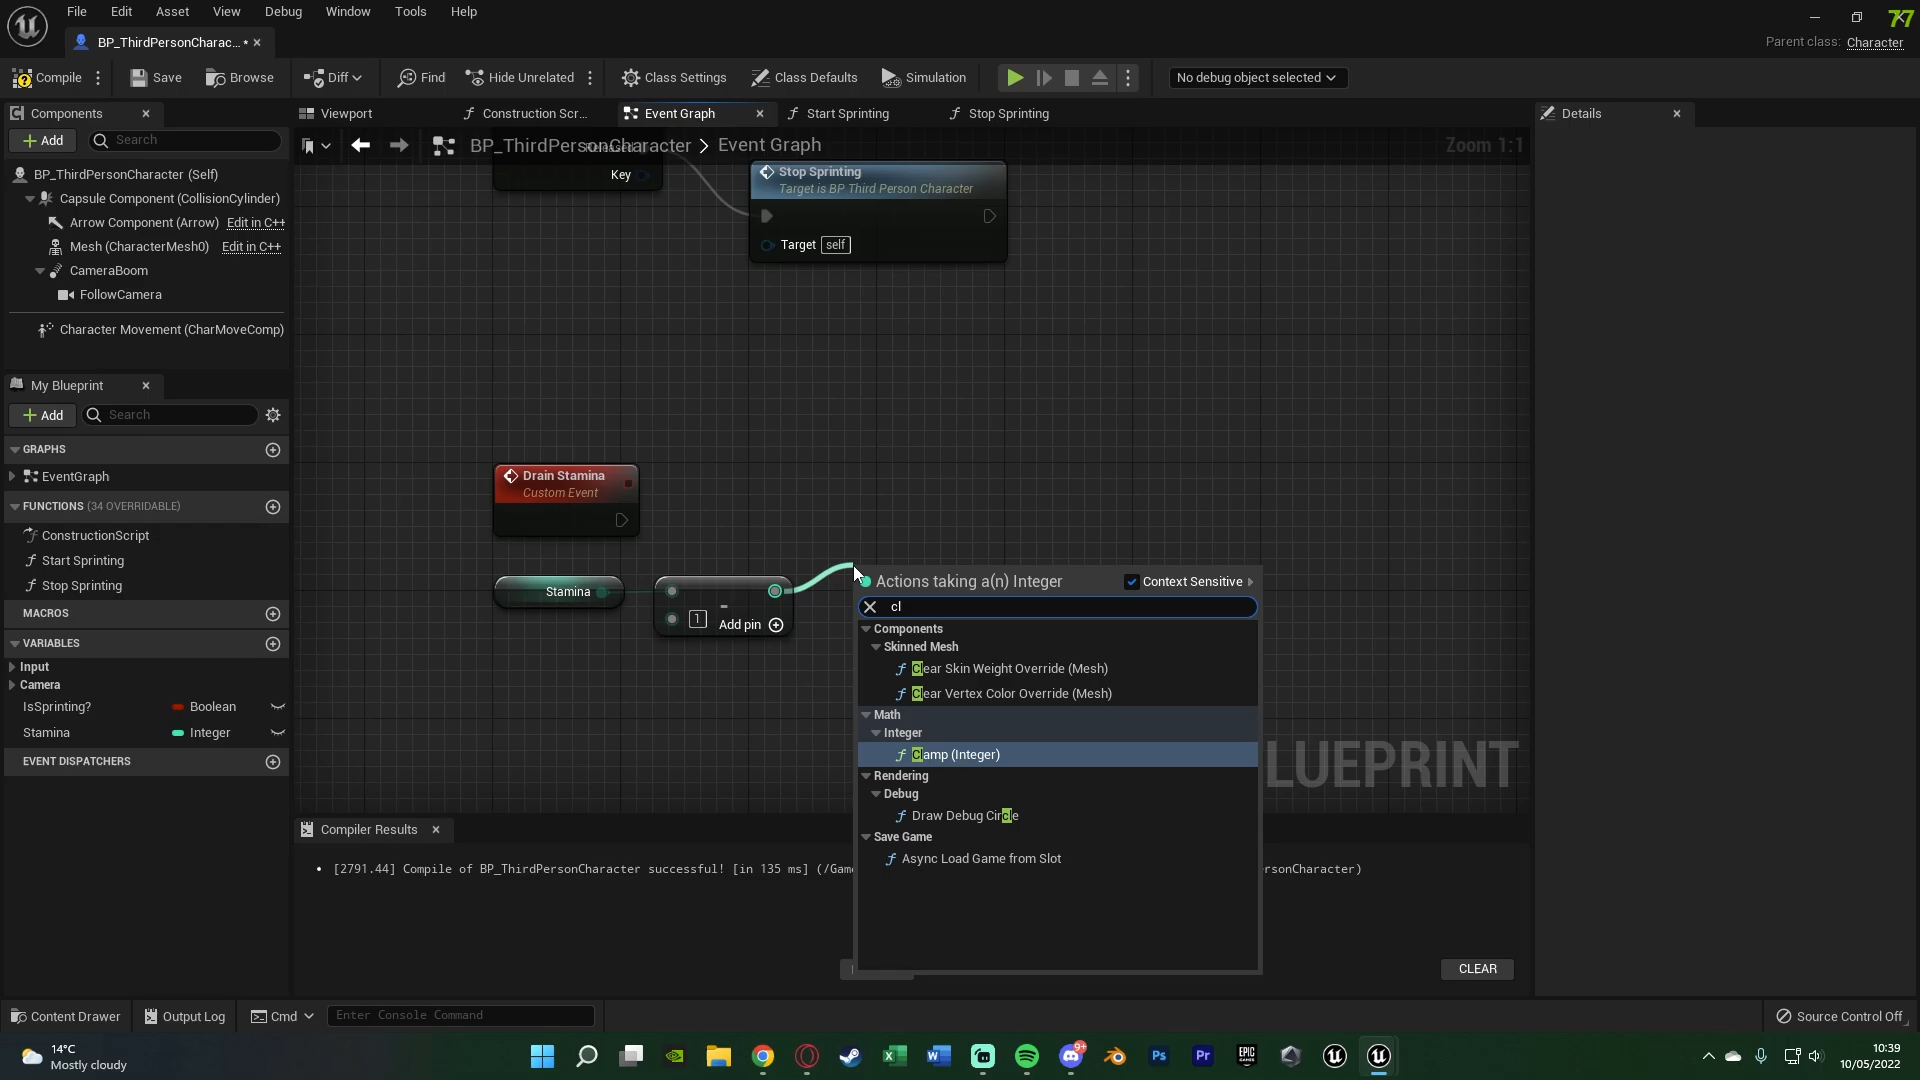 File Edit Asset View Debug Window Tools Help
BP_ThirdPersonCharac... •
Parent class: Character
Compile Save Browse Diff Find Hide Unrelated Class Settings Class Defaults Simulation No debug object selected
Components
Viewport Construction Scr... Event Graph Start Sprinting Stop Sprinting
Details
Add Search
BP_ThirdPersonCharacter > Event Graph
Zoom 1:1
BP_ThirdPersonCharacter (Self)
Capsule Component (CollisionCylinder)
Arrow Component (Arrow) Edit in C++
Mesh (CharacterMesh0) Edit in C++
CameraBoom
FollowCamera
Character Movement (CharMoveComp)
Released
Key
Stop Sprinting
Target is BP Third Person Character
Target self
My Blueprint
Add Search
GRAPHS
EventGraph
FUNCTIONS (34 OVERRIDABLE)
ConstructionScript
Start Sprinting
Stop Sprinting
MACROS
VARIABLES
Input
Camera
IsSprinting? Boolean
Stamina Integer
EVENT DISPATCHERS
Drain Stamina
Custom Event
Stamina
-
1
Add pin
Actions taking a(n) Integer
Context Sensitive
cl
Components
Skinned Mesh
Clear Skin Weight Override (Mesh)
Clear Vertex Color Override (Mesh)
Math
Integer
Clamp (Integer)
Rendering
Debug
Draw Debug Circle
Save Game
Async Load Game from Slot
LUEPRINT
Compiler Results
[2791.44] Compile of BP_ThirdPersonCharacter successful! [in 135 ms] (/Gam
rsonCharacter)
CLEAR
Content Drawer Output Log Cmd Enter Console Command
Source Control Off
14°C
Mostly cloudy
9+
W
Ps
Pr
EPIC
GAMES
10:39
10/05/2022